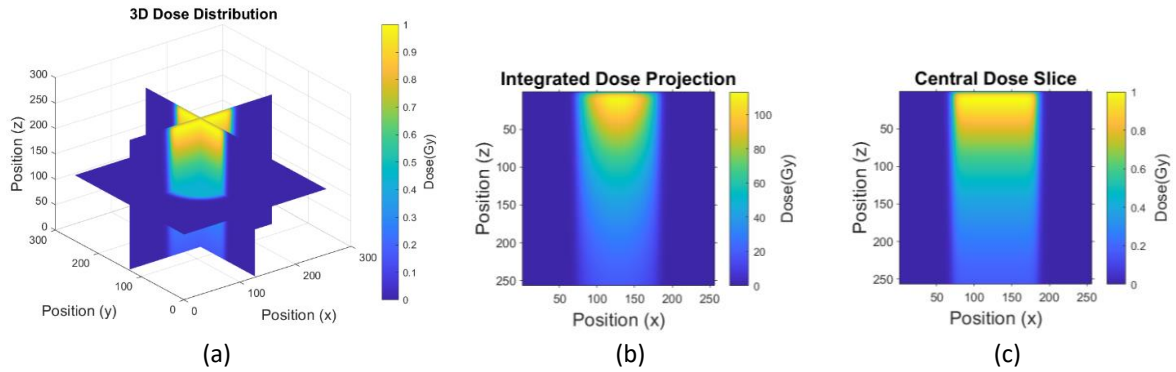 3D Dose Distribution
300
250
200
150
100
50
0
Position (z)
300
200
100
0
Position (y)
0
100
200
300
Position (x)
1
0.9
0.8
0.7
0.6
0.5
0.4
0.3
0.2
0.1
0
Dose(Gy)
(a)
Integrated Dose Projection
50
100
150
200
250
Position (z)
50 100 150 200 250
Position (x)
100
80
60
40
20
0
Dose(Gy)
(b)
Central Dose Slice
50
100
150
200
250
Position (z)
50 100 150 200 250
Position (x)
1
0.8
0.6
0.4
0.2
0
Dose(Gy)
(c)